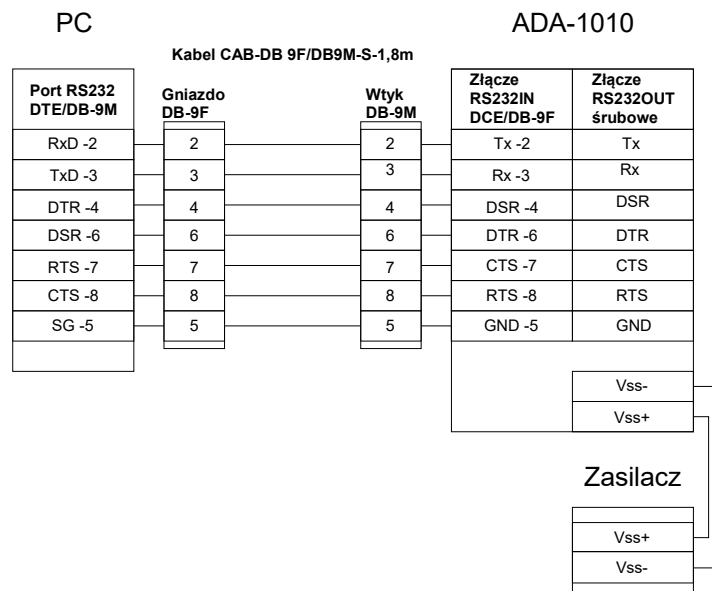 PC
ADA-1010
Kabel CAB-DB 9F/DB9M-S-1,8m
Port RS232
DTE/DB-9M
Gniazdo
DB-9F
Wtyk
DB-9M
Złącze
RS232IN
DCE/DB-9F
Złącze
RS232OUT
śrubowe
RxD -2
2
2
Tx -2
Tx
TxD -3
3
3
Rx -3
Rx
DTR -4
4
4
DSR -4
DSR
DSR -6
6
6
DTR -6
DTR
RTS -7
7
7
CTS -7
CTS
CTS -8
8
8
RTS -8
RTS
SG -5
5
5
GND -5
GND
Vss-
Vss+
Zasilacz
Vss+
Vss-